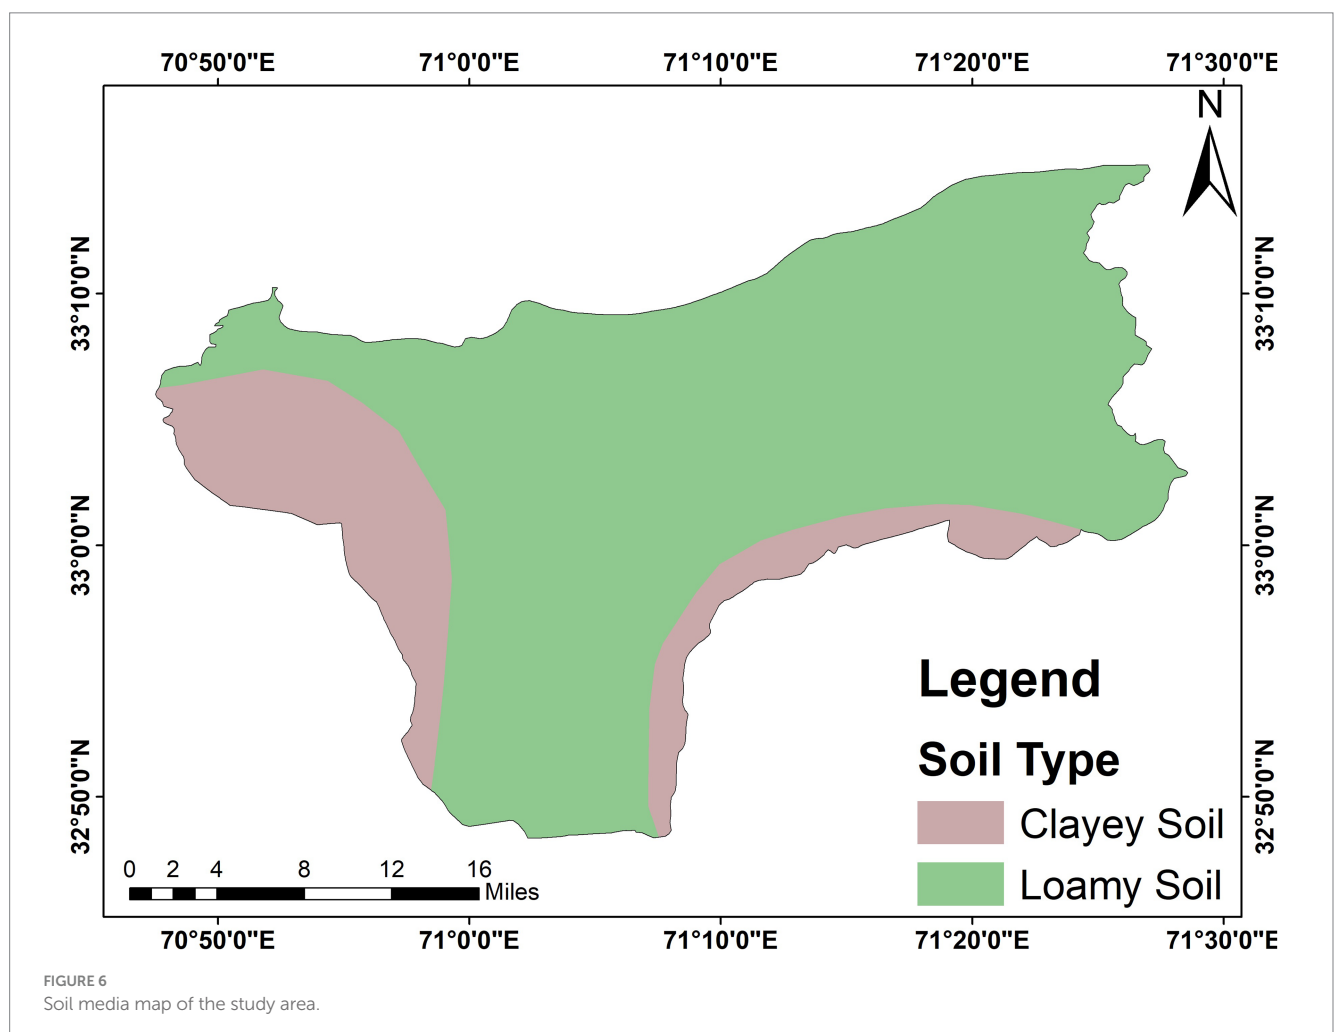 70°50'0"E 71°0'0"E 71°10'0"E 71°20'0"E 71°30'0"E
N
33°10'0"N 33°10'0"N
33°0'0"N 33°0'0"N
Legend
Soil Type
32°50'0"N 32°50'0"N
Clayey Soil
Loamy Soil
0 2 4 8 12 16
Miles
70°50'0"E 71°0'0"E 71°10'0"E 71°20'0"E 71°30'0"E
FIGURE 6
Soil media map of the study area.